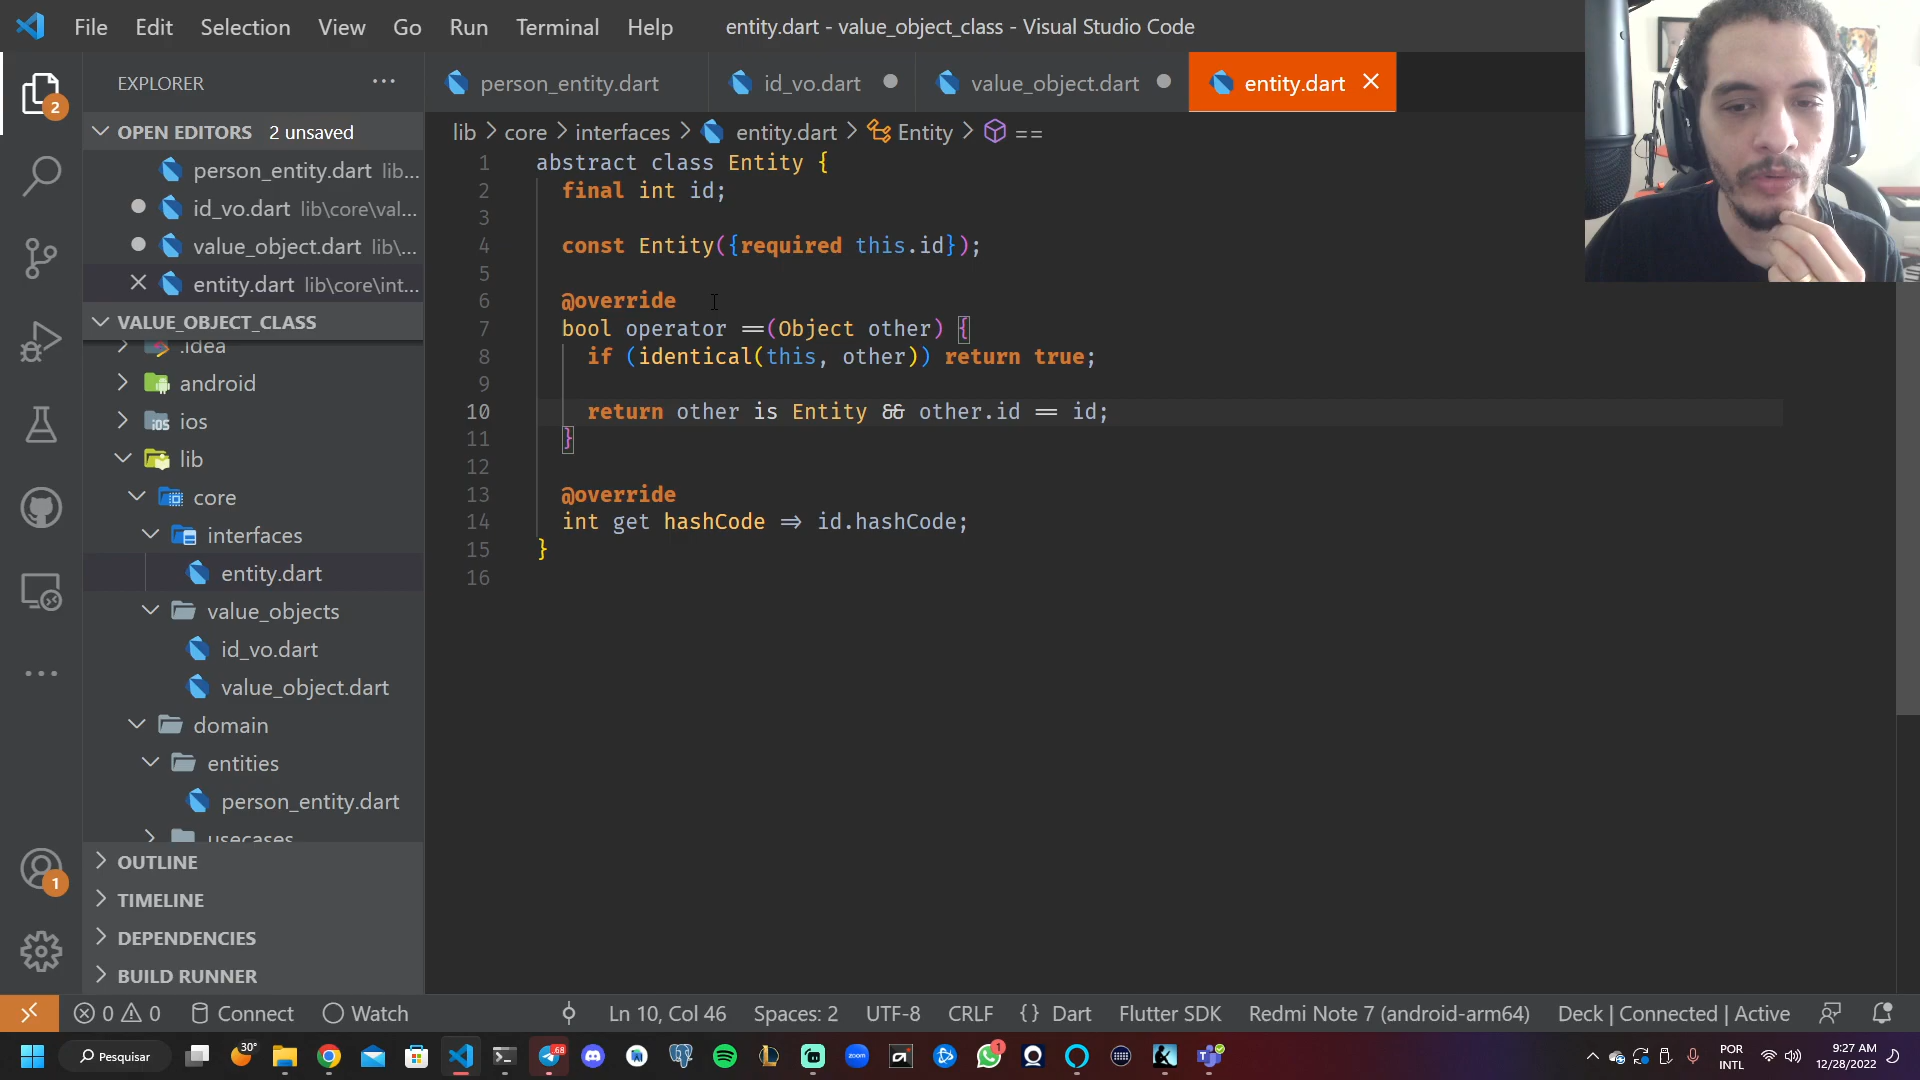 File Edit Selection View Go Run Terminal Help
entity.dart - value_object_class - Visual Studio Code
EXPLORER
person_entity.dart id_vo.dart value_object.dart entity.dart
2
OPEN EDITORS 2 unsaved
lib > core > interfaces > entity.dart > Entity > ==
person_entity.dart lib...
id_vo.dart lib\core\val...
value_object.dart lib\...
entity.dart lib\core\int...
VALUE_OBJECT_CLASS
.idea
android
ios
lib
core
interfaces
entity.dart
value_objects
id_vo.dart
value_object.dart
domain
entities
person_entity.dart
usecases
OUTLINE
TIMELINE
DEPENDENCIES
BUILD RUNNER
1
1 abstract class Entity {
2 final int id;
3
4 const Entity({required this.id});
5
6 @override
7 bool operator ==(Object other) {
8 if (identical(this, other)) return true;
9
10 return other is Entity && other.id == id;
11 }
12
13 @override
14 int get hashCode => id.hashCode;
15 }
16
0 0 Connect Watch Ln 10, Col 46 Spaces: 2 UTF-8 CRLF {} Dart Flutter SDK Redmi Note 7 (android-arm64) Deck | Connected | Active
Pesquisar 30° .68 zoom 1 POR INTL 9:27 AM 12/28/2022